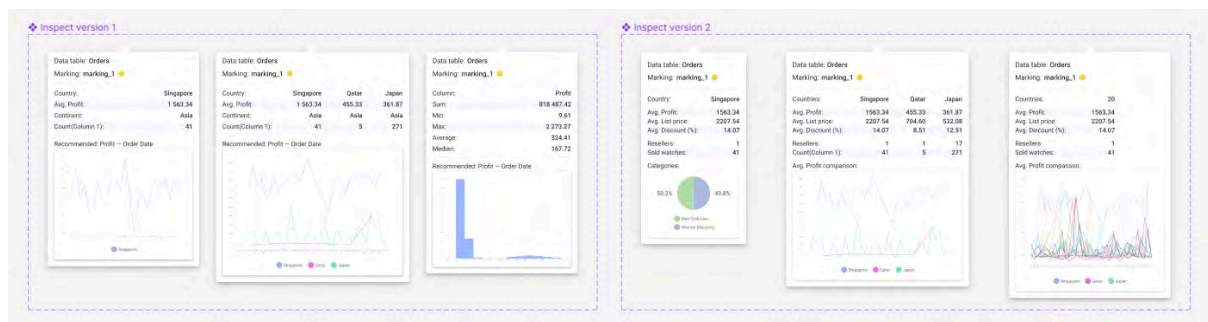 Inspect version 1
Data table: Orders
Marking: marking_1
Country: Singapore
Avg. Profit: 1 563.34
Continent: Asia
Count(Column 1): 41
Recommended: Profit — Order Date
Singapore
Data table: Orders
Marking: marking_1
Country: Singapore Qatar Japan
Avg. Profit: 1 563.34 455.33 361.87
Continent: Asia Asia Asia
Count(Column 1): 41 5 271
Recommended: Profit — Order Date
Singapore Qatar Japan
Data table: Orders
Marking: marking_1
Column: Profit
Sum: 818 487.42
Min: 9.61
Max: 2 273.27
Average: 324.41
Median: 167.72
Recommended: Profit — Order Date
Inspect version 2
Data table: Orders
Marking: marking_1
Country: Singapore
Avg. Profit: 1563.34
Avg. List price: 2207.54
Avg. Discount (%): 14.07
Resellers: 1
Sold watches: 41
Categories:
50.2% 49.8%
Data table: Orders
Marking: marking_1
Countries: Singapore Qatar Japan
Avg. Profit: 1563.34 455.33 361.87
Avg. List price: 2207.54 704.60 532,08
Avg. Discount (%): 14.07 8.51 12.51
Resellers: 1 1 17
Count(Column 1): 41 5 271
Avg. Profit comparison:
Singapore Qatar Japan
Data table: Orders
Marking: marking_1
Countries: 20
Avg. Profit: 1563.34
Avg. List price: 2207.54
Avg. Discount (%): 14.07
Resellers: 1
Sold watches: 41
Avg. Profit comparison:
Singapore Qatar Japan